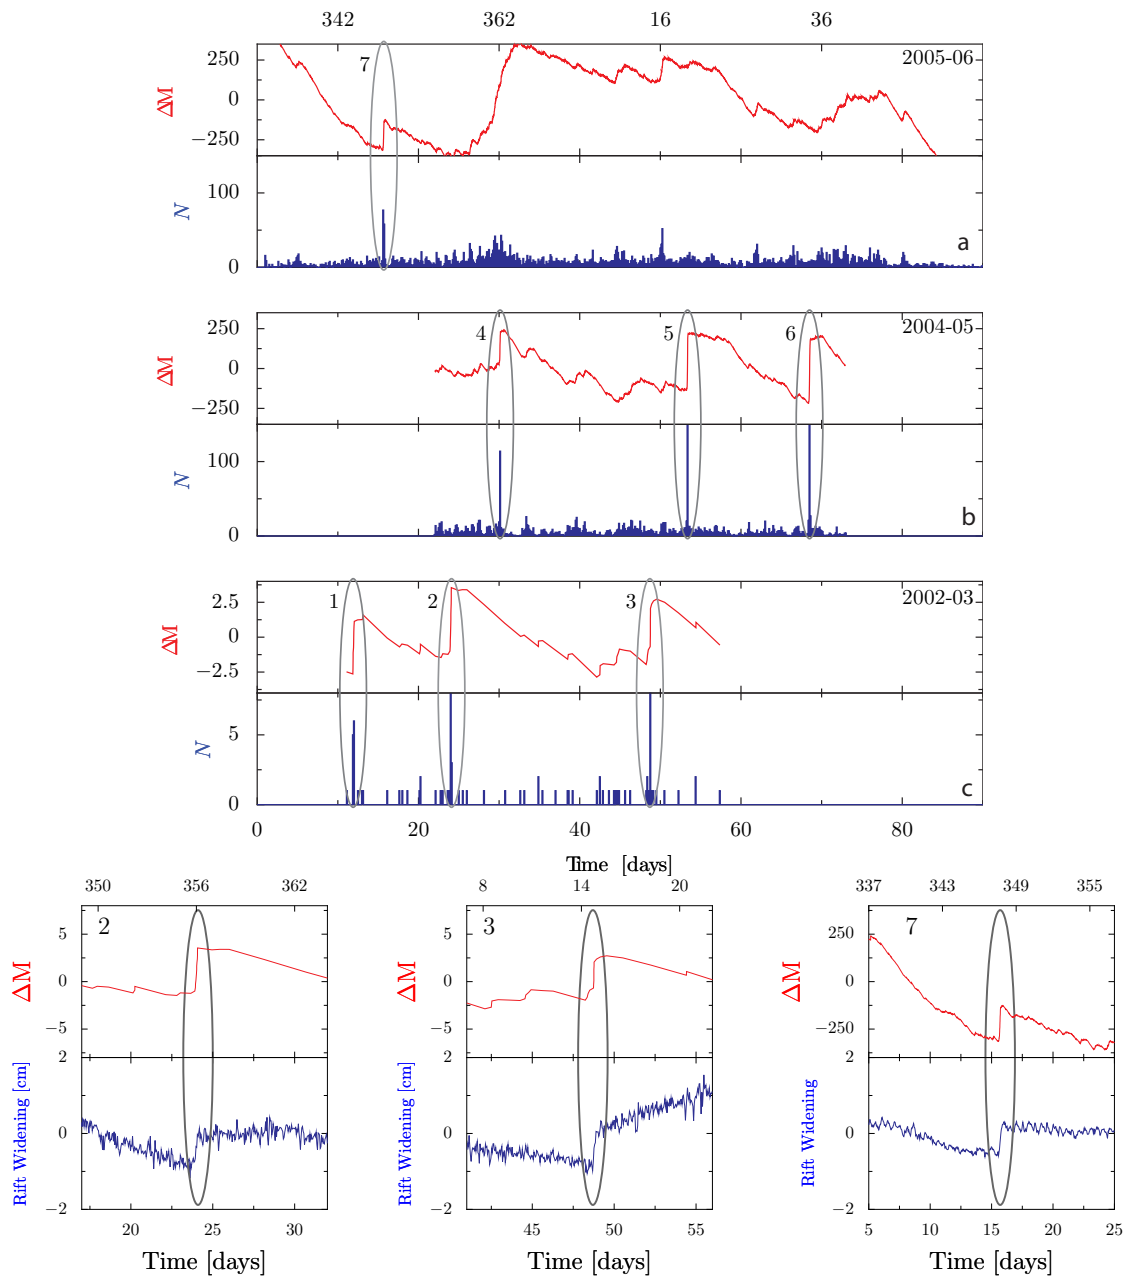 342 362 16 36
250
7
2005-06
ΔM
0
−250
100
N
a
0
250
4
5
6
2004-05
ΔM
0
−250
100
N
b
0
2.5
1
2
3
2002-03
ΔM
0
−2.5
5
N
c
0
0 20 40 60 80
Time [days]
350 356 362
2
5
ΔM
0
−5
2
Rift Widening [cm]
0
−2
20 25 30
Time [days]
8 14 20
3
5
ΔM
0
−5
2
Rift Widening [cm]
0
−2
45 50 55
Time [days]
337 343 349 355
7
250
ΔM
0
−250
2
Rift Widening
0
−2
5 10 15 20 25
Time [days]